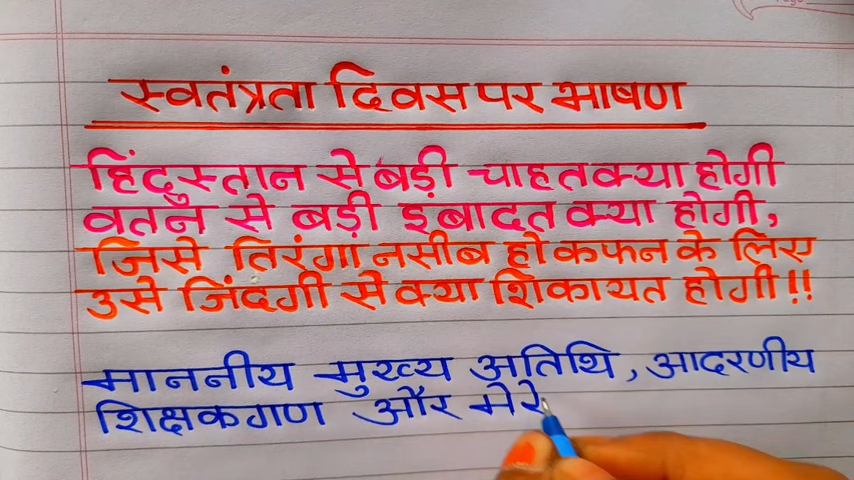 स्वतंत्रता दिवस पर भाषण
हिंदुस्तान से बड़ी चाहत क्या होगी
वतन से बड़ी इबादत क्या होगी,
जिसे तिरंगा नसीब हो कफन के लिए
उसे जिंदगी से क्या शिकायत होगी!!
माननीय मुख्य अतिथि, आदरणीय
शिक्षकगण और मेरे